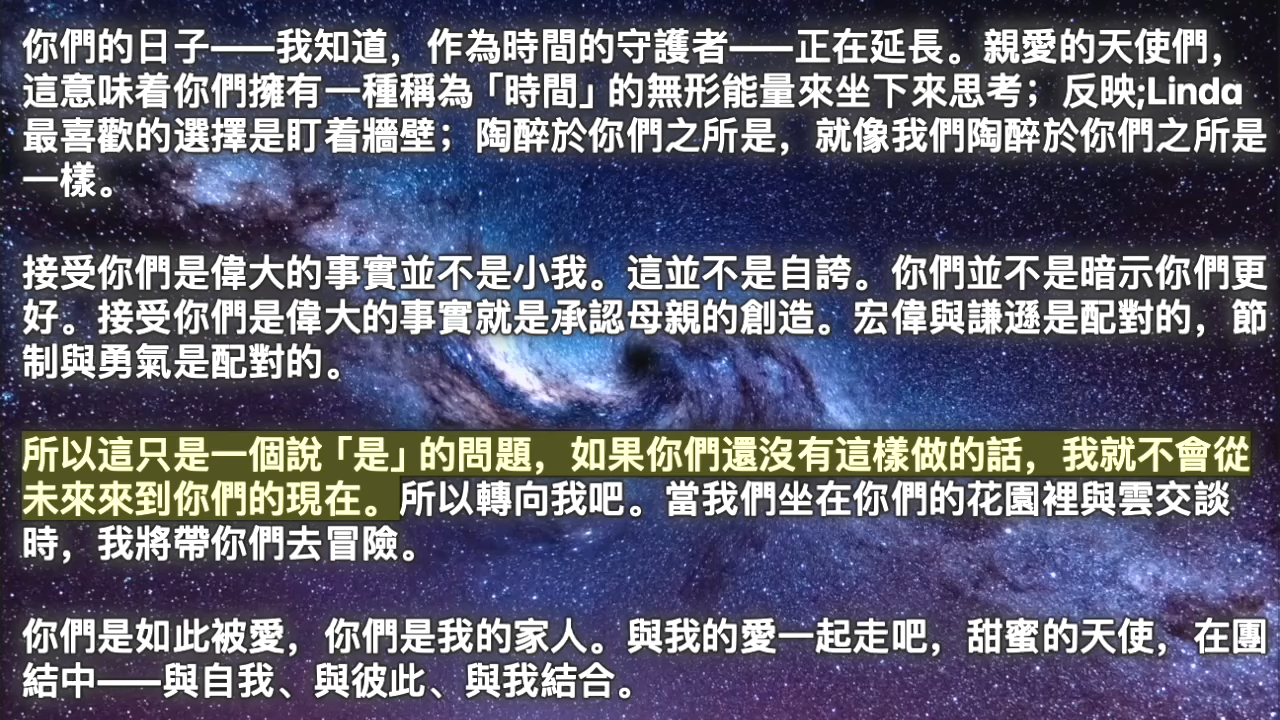 你們的日子——我知道，作為時間的守護者——正在延長。親愛的天使們，
這意味着你們擁有一種稱為「時間」的無形能量來坐下來思考；反映;Linda
最喜歡的選擇是盯着牆壁；陶醉於你們之所是，就像我們陶醉於你們之所是
一樣。
接受你們是偉大的事實並不是小我。這並不是自誇。你們並不是暗示你們更
好。接受你們是偉大的事實就是承認母親的創造。宏偉與謙遜是配對的，節
制與勇氣是配對的。
所以這只是一個說「是」的問題，如果你們還沒有這樣做的話，我就不會從
未來來到你們的現在。所以轉向我吧。當我們坐在你們的花園裡與雲交談
時，我將帶你們去冒險。
你們是如此被愛，你們是我的家人。與我的愛一起走吧，甜蜜的天使，在團
結中——與自我、與彼此、與我結合。